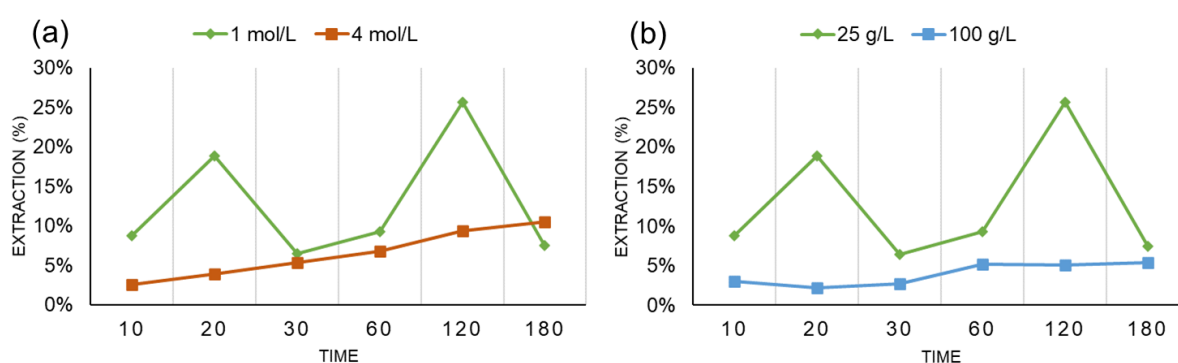 (a)
1 mol/L 4 mol/L
30%
25%
20%
15%
10%
5%
0%
EXTRACTION (%)
10 20 30 60 120 180
TIME
(b)
25 g/L 100 g/L
30%
25%
20%
15%
10%
5%
0%
EXTRACTION (%)
10 20 30 60 120 180
TIME